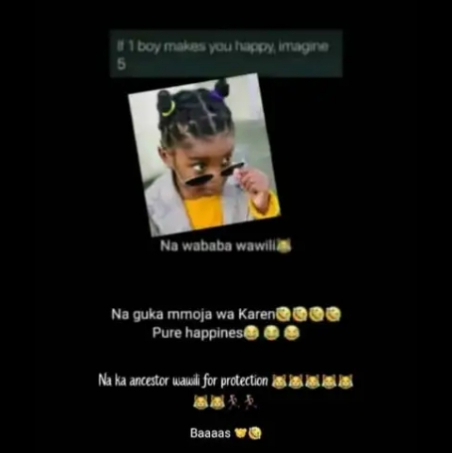 If 1 boy makes you happy, imagine
5
Na wababa wawili😹
Na guka mmoja wa Karen🤣🤣🤣🤣
Pure happines😂 😂 😂
Na ka ancestor wawili for protection 😹😹😹😹😹
😹😹🏃🏃
Baaaas 🤣